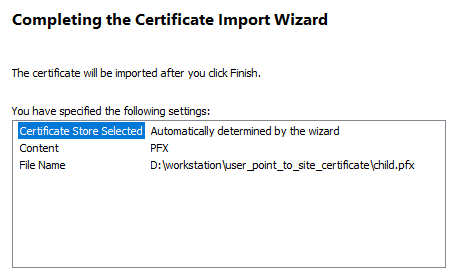 Completing the Certificate Import Wizard
The certificate will be imported after you click Finish.
You have specified the following settings:
Certificate Store Selected Automatically determined by the wizard
Content PFX
File Name D:\workstation\user_point_to_site_certificate\child.pfx